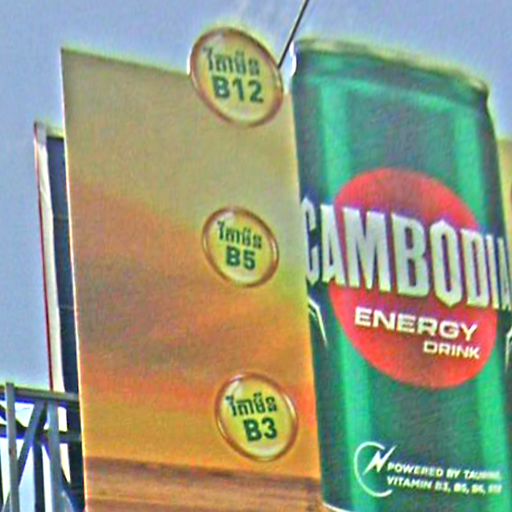 វីតាមីន
B12
វីតាមីន
B5
វីតាមីន
B3
CAMBODIA
ENERGY
DRINK
POWERED BY TAURINE,
VITAMIN B3, B5, B6, B12